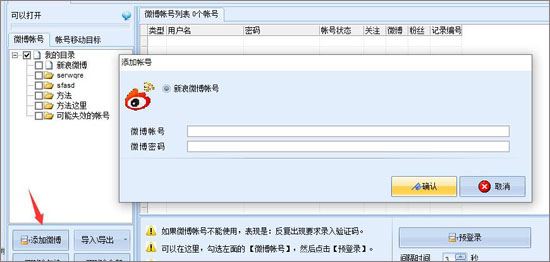 可以打开
微博帐号 帐号移动目标
我的目录
新浪微博
serwqre
sfasd
方法
方法这里
可能失效的帐号
添加微博 导入\导出
微博帐号列表 0个帐号
类型 用户名 密码 帐号状态 关注 微博 粉丝 记录编号
添加帐号
新浪微博帐号
微博帐号
微博密码
确认 取消
如果微博帐号不能使用,表现是:反复出现要求录入验证码。
可以在这里,勾选左面的【微博帐号】,然后点击【预登录】。
预登录
间隔时间 3 秒